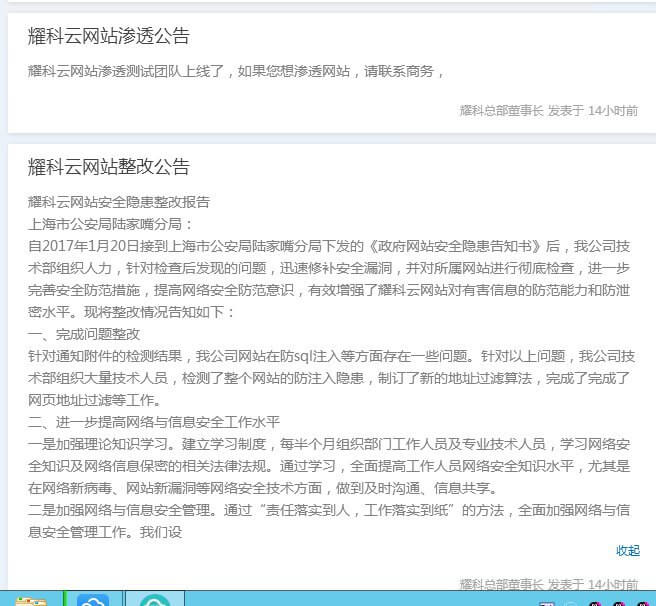 耀科云网站渗透公告
耀科云网站渗透测试团队上线了，如果您想渗透网站，请联系商务，
耀科总部董事长 发表于 14小时前
耀科云网站整改公告
耀科云网站安全隐患整改报告
上海市公安局陆家嘴分局：
自2017年1月20日接到上海市公安局陆家嘴分局下发的《政府网站安全隐患告知书》后，我公司技
术部组织人力，针对检查后发现的问题，迅速修补安全漏洞，并对所属网站进行彻底检查，进一步
完善安全防范措施，提高网络安全防范意识，有效增强了耀科云网站对有害信息的防范能力和防泄
密水平。现将整改情况告知如下：
一、完成问题整改
针对通知附件的检测结果，我公司网站在防sql注入等方面存在一些问题。针对以上问题，我公司技
术部组织大量技术人员，检测了整个网站的防注入隐患，制订了新的地址过滤算法，完成了完成了
网页地址过滤等工作。
二、进一步提高网络与信息安全工作水平
一是加强理论知识学习。建立学习制度，每半个月组织部门工作人员及专业技术人员，学习网络安
全知识及网络信息保密的相关法律法规。通过学习，全面提高工作人员网络安全知识水平，尤其是
在网络新病毒、网站新漏洞等网络安全技术方面，做到及时沟通、信息共享。
二是加强网络与信息安全管理。通过“责任落实到人，工作落实到纸”的方法，全面加强网络与信
息安全管理工作。我们设
收起
耀科总部董事长 发表于 14小时前